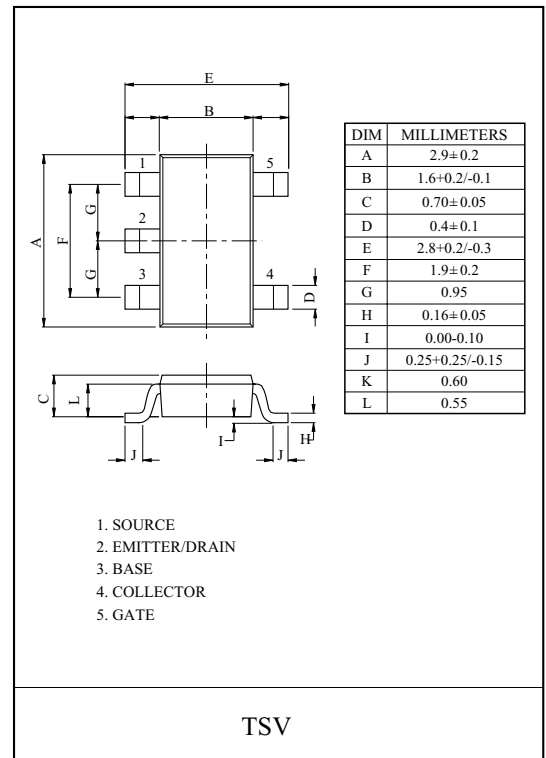 E
B
1
5
G
2
A
F
G
3
4
D
DIM MILLIMETERS
A 2.9±0.2
B 1.6+0.2/-0.1
C 0.70±0.05
D 0.4±0.1
E 2.8+0.2/-0.3
F 1.9±0.2
G 0.95
H 0.16±0.05
I 0.00-0.10
J 0.25+0.25/-0.15
K 0.60
L 0.55
C
L
I
H
J
J
1. SOURCE
2. EMITTER/DRAIN
3. BASE
4. COLLECTOR
5. GATE
TSV